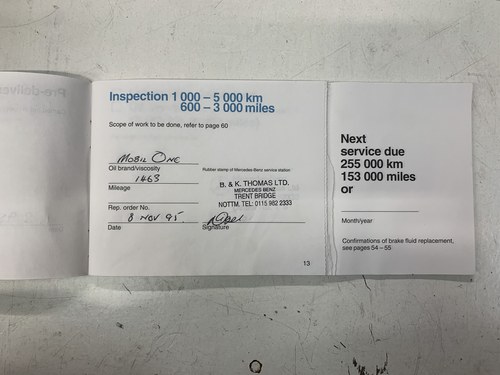 Inspection 1 000 – 5 000 km
600 – 3 000 miles
Scope of work to be done, refer to page 60
MOBIL ONE
Oil brand/viscosity
1463
Mileage
Rep. order No.
8 NOV 95.
Date
Rubber stamp of Mercedes-Benz service station
B. & K. THOMAS LTD.
MERCEDES BENZ
TRENT BRIDGE
NOTTM. TEL: 0115 982 2333
Signature
13
Next
service due
255 000 km
153 000 miles
or
Month/year
Confirmations of brake fluid replacement,
see pages 54 – 55